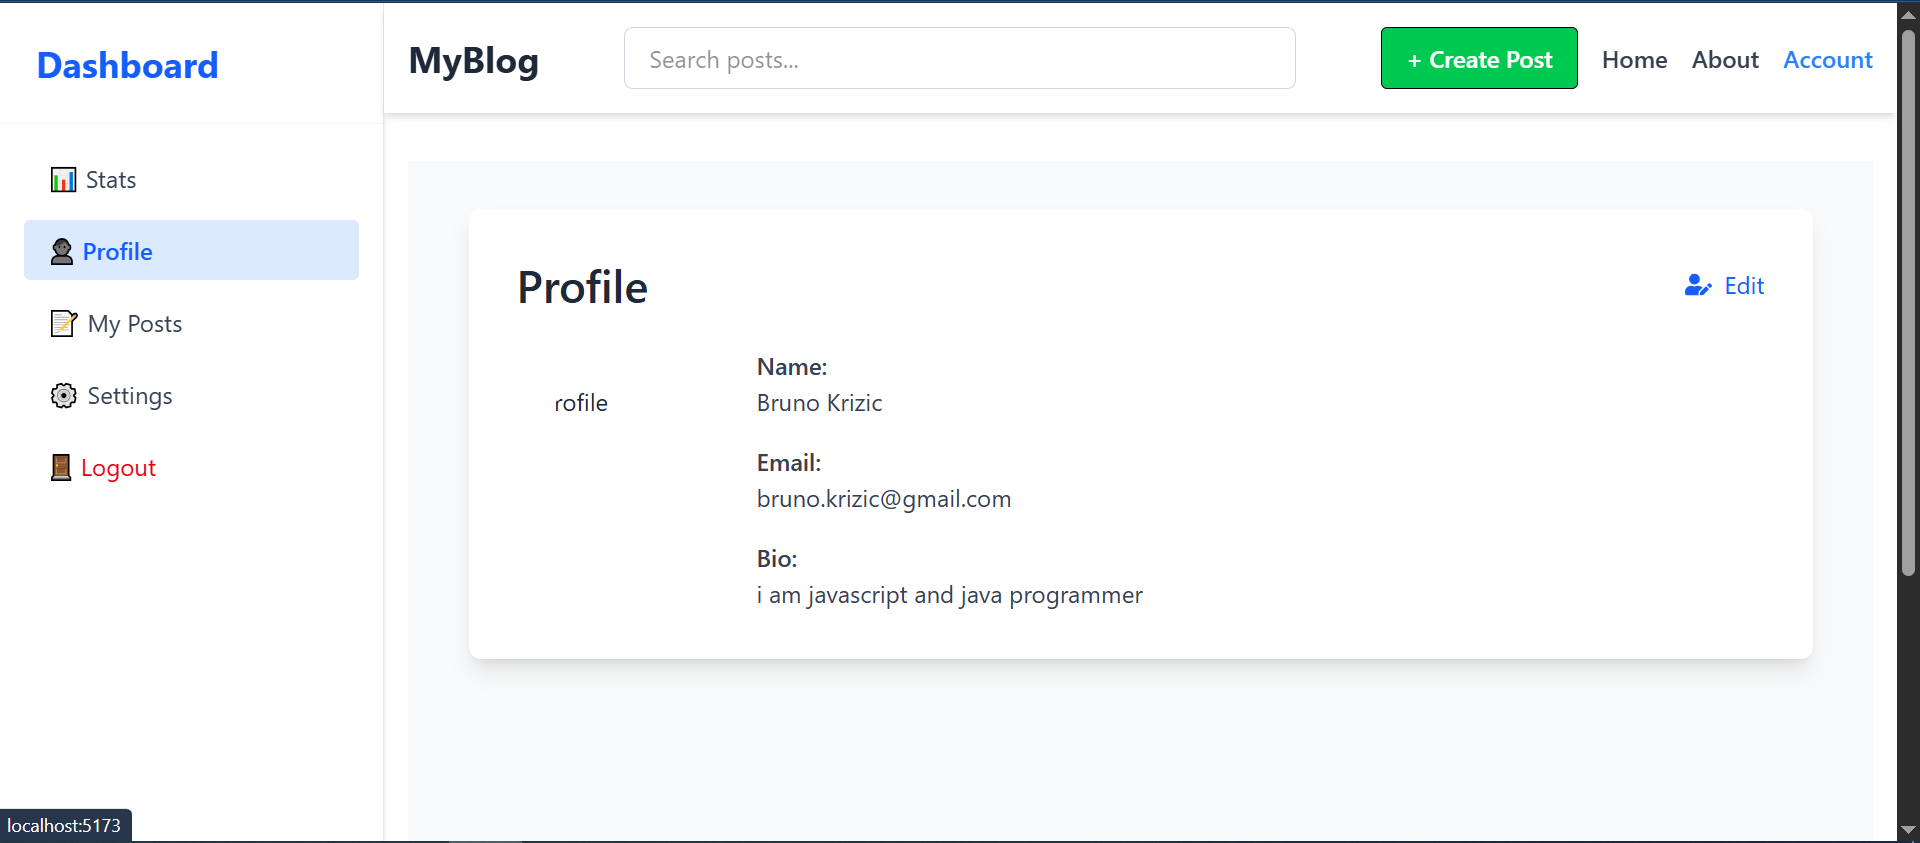 Dashboard
Stats
Profile
My Posts
Settings
Logout
MyBlog
Search posts...
+ Create Post
Home
About
Account
Profile
Edit
rofile
Name:
Bruno Krizic
Email:
bruno.krizic@gmail.com
Bio:
i am javascript and java programmer
localhost:5173